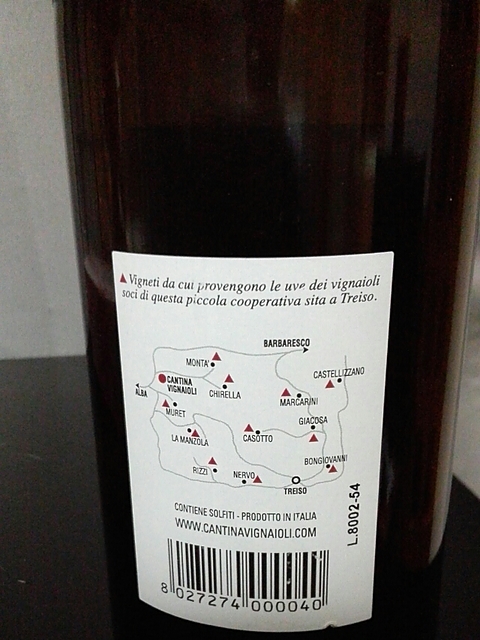 Vigneti da cui provengono le uve dei vignaioli
soci di questa piccola cooperativa sita a Treiso.
BARBARESCO
MONTA'
CASTELLIZZANO
CANTINA
VIGNAIOLI
ALBA
CHIRELLA
MARCARINI
MURET
GIACOSA
LA MANZOLA
CASOTTO
BONGIOVANNI
RIZZI
NERVO
TREISO
CONTIENE SOLFITI - PRODOTTO IN ITALIA
WWW.CANTINAVIGNAIOLI.COM
L.8002-54
8 027274 000040